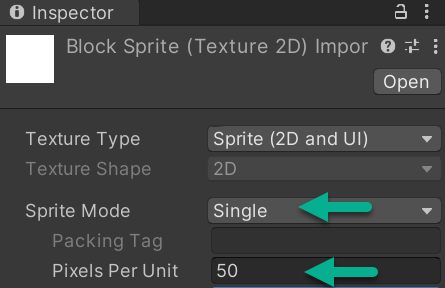 Inspector
Block Sprite (Texture 2D) Impor
Open
Texture Type Sprite (2D and UI)
Texture Shape 2D
Sprite Mode Single
Packing Tag
Pixels Per Unit 50